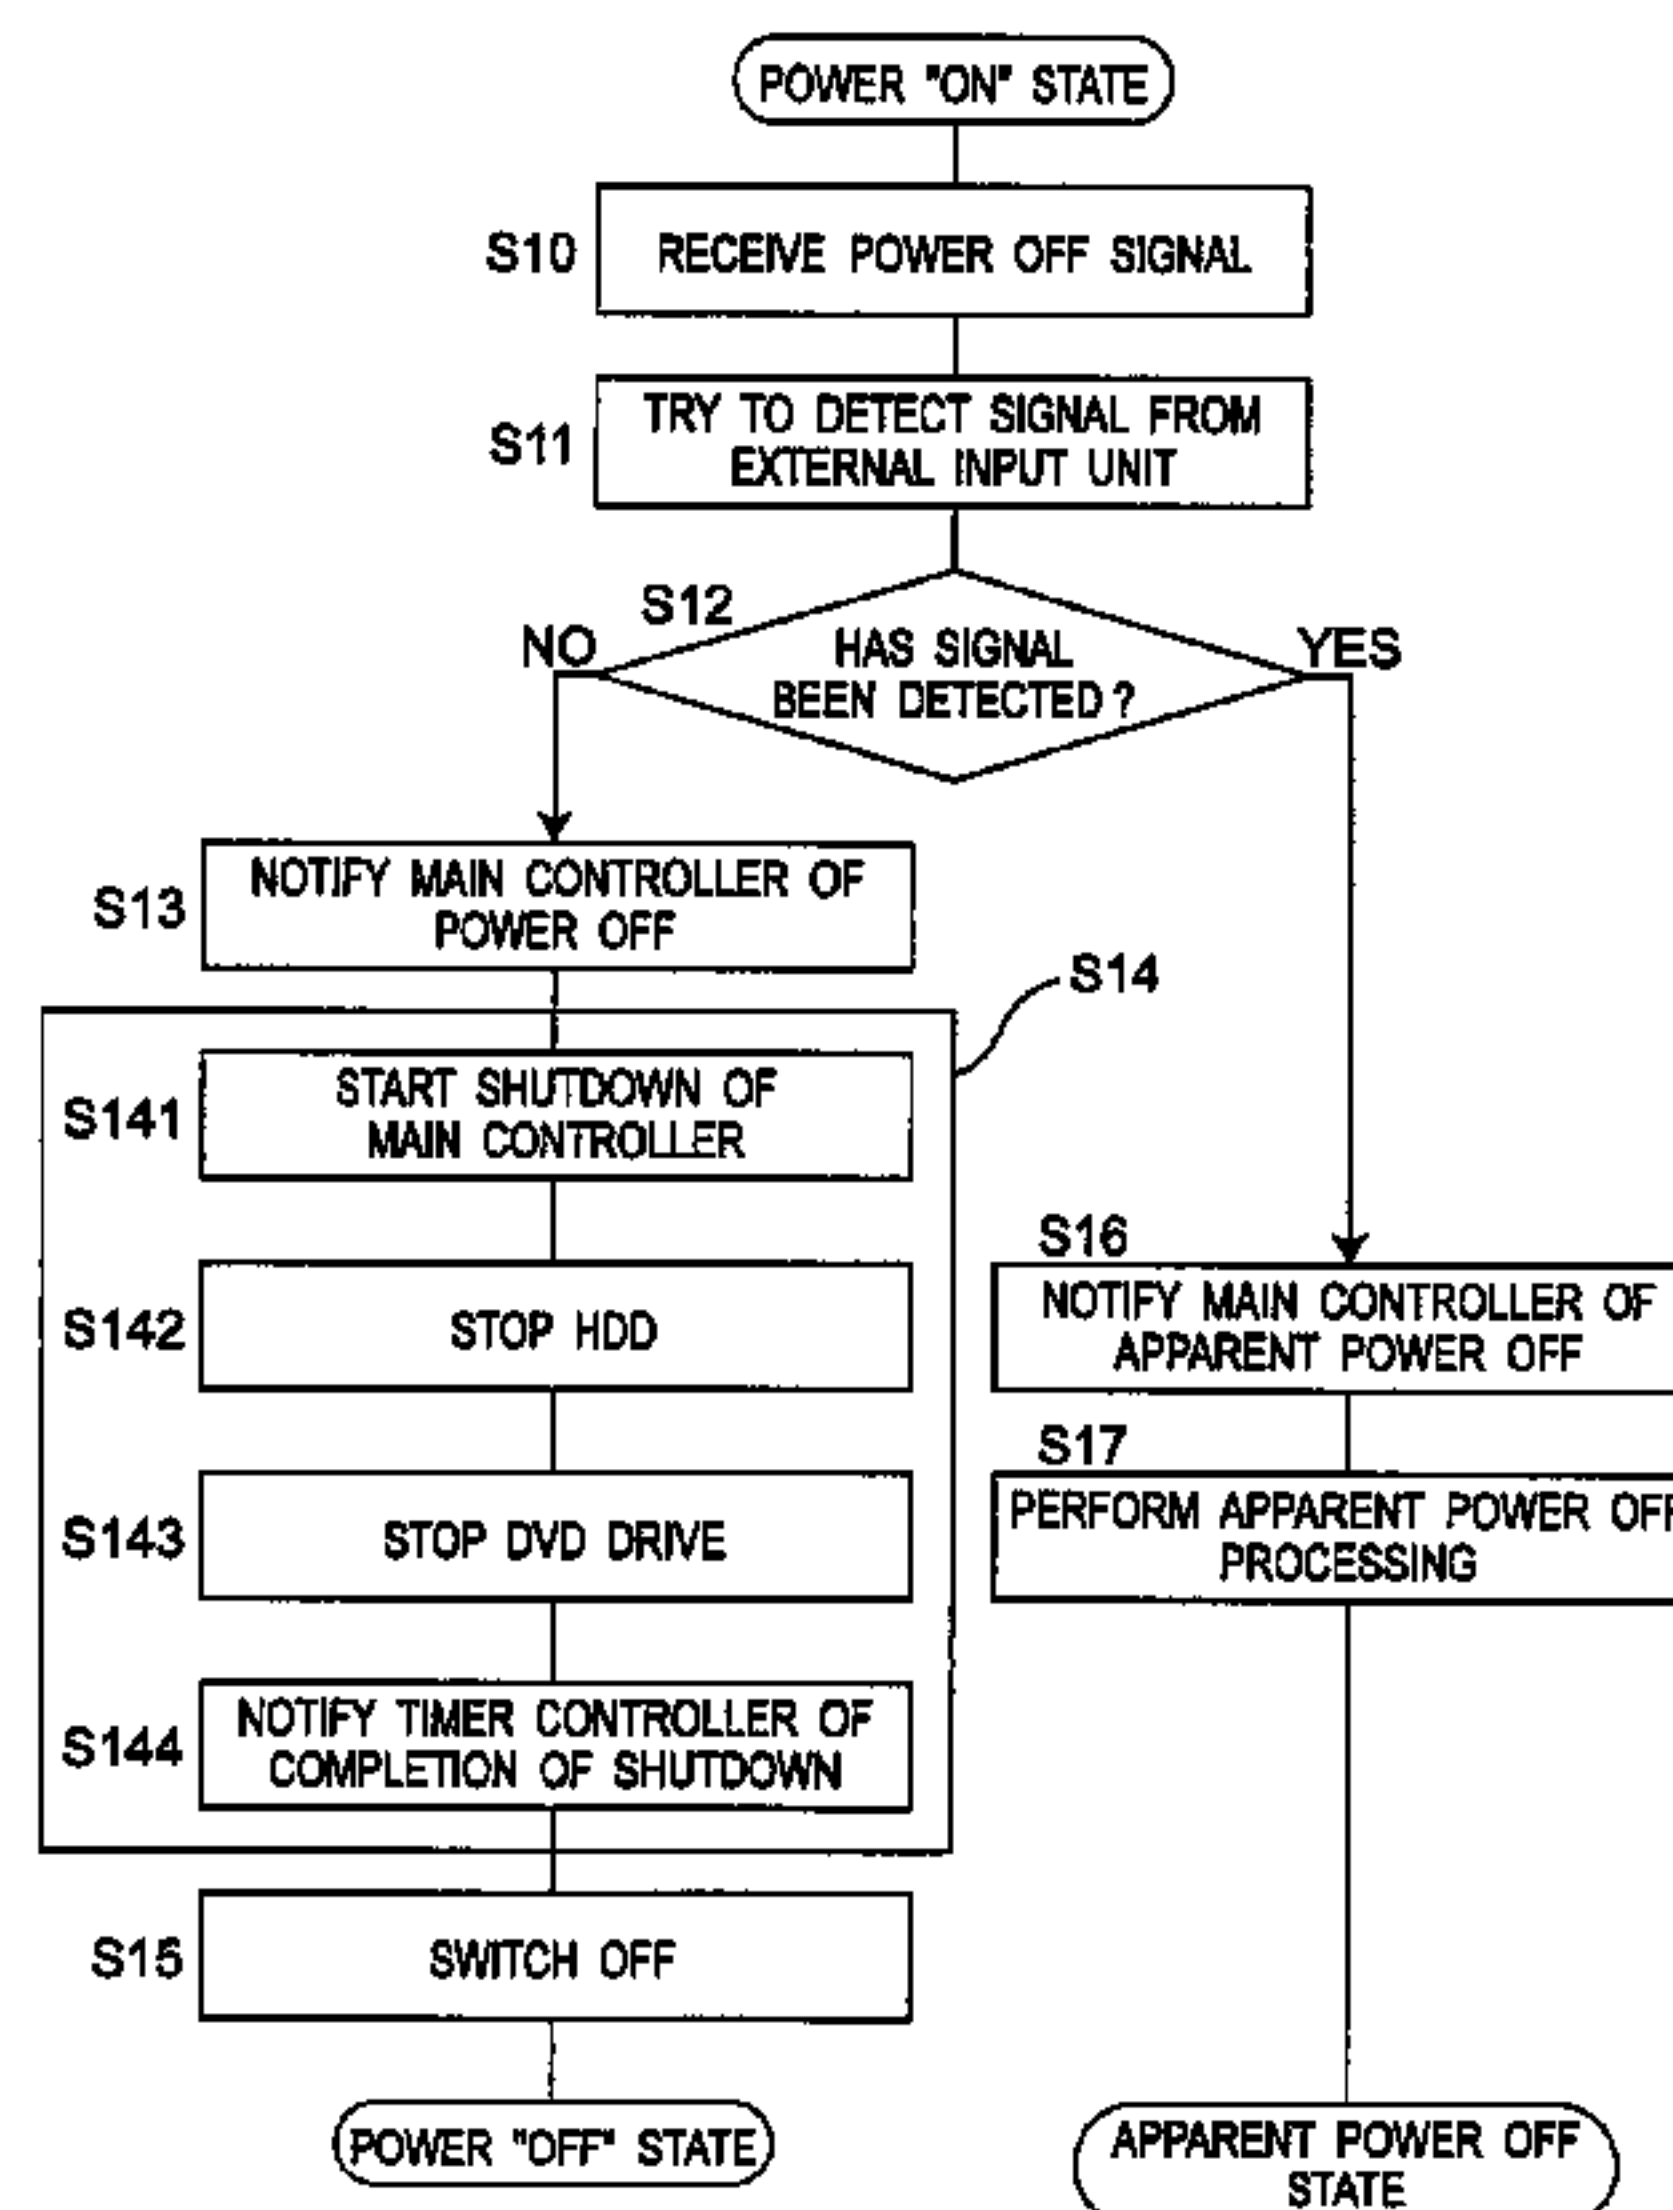 POWER "ON" STATE
S10
RECEIVE POWER OFF SIGNAL
S11
TRY TO DETECT SIGNAL FROM
EXTERNAL INPUT UNIT
S12
NO
HAS SIGNAL
BEEN DETECTED?
YES
S13
NOTIFY MAIN CONTROLLER OF
POWER OFF
S14
S141
START SHUTDOWN OF
MAIN CONTROLLER
S142
STOP HDD
S143
STOP DVD DRIVE
S144
NOTIFY TIMER CONTROLLER OF
COMPLETION OF SHUTDOWN
S15
SWITCH OFF
POWER "OFF" STATE
S16
NOTIFY MAIN CONTROLLER OF
APPARENT POWER OFF
S17
PERFORM APPARENT POWER OFF
PROCESSING
APPARENT POWER OFF
STATE